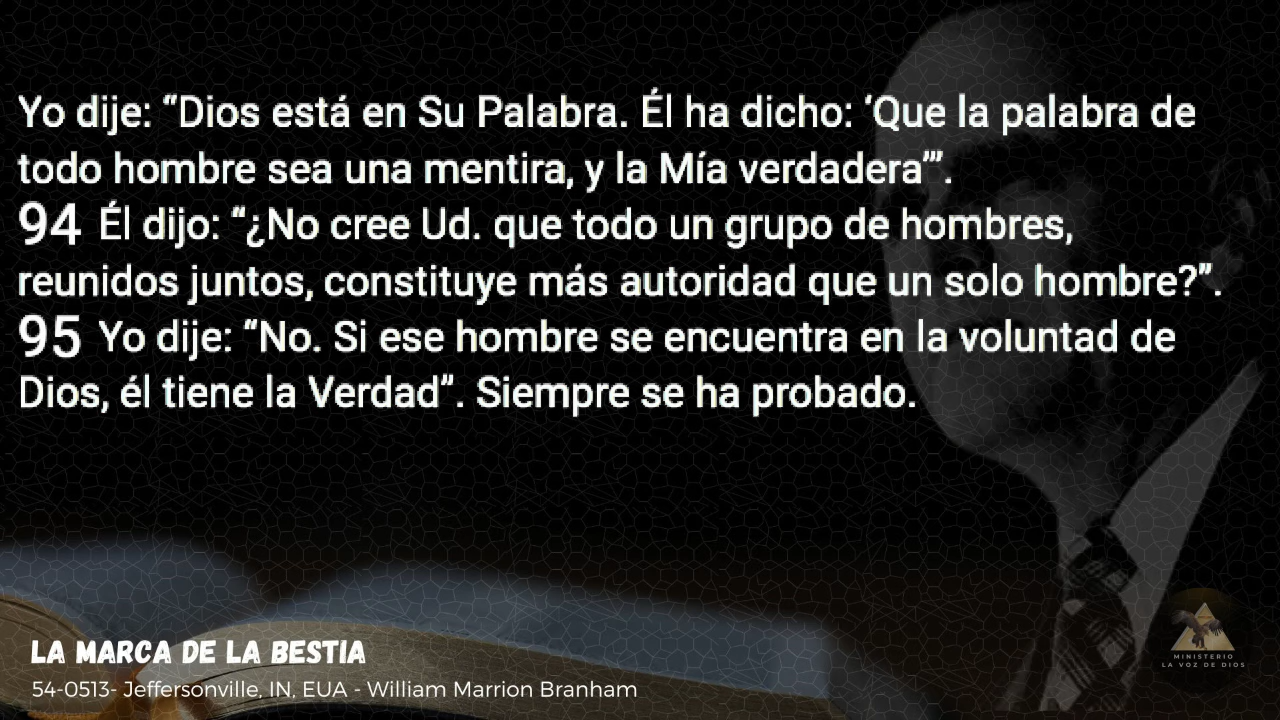 Yo dije: “Dios está en Su Palabra. Él ha dicho: ‘Que la palabra de
todo hombre sea una mentira, y la Mía verdadera’”.
94 Él dijo: “¿No cree Ud. que todo un grupo de hombres,
reunidos juntos, constituye más autoridad que un solo hombre?”.
95 Yo dije: “No. Si ese hombre se encuentra en la voluntad de
Dios, él tiene la Verdad”. Siempre se ha probado.
LA MARCA DE LA BESTIA
54-0513- Jeffersonville, IN, EUA - William Marrion Branham
MINISTERIO
LA VOZ DE DIOS